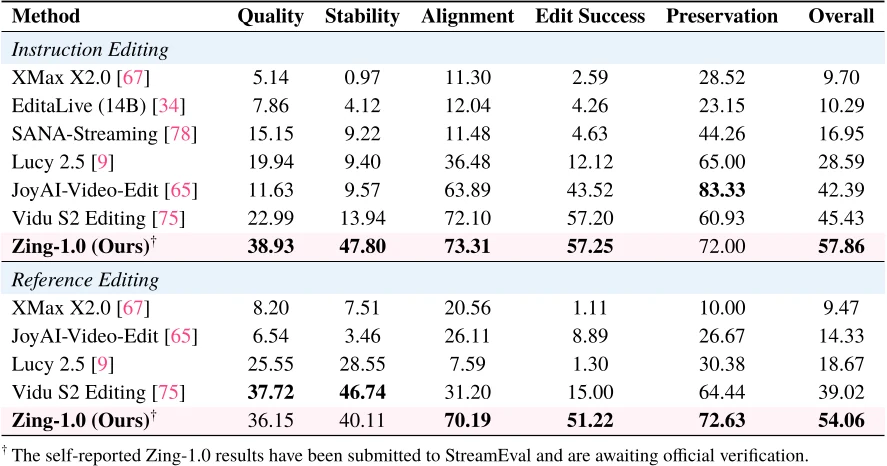 Method Quality Stability Alignment Edit Success Preservation Overall
Instruction Editing
XMax X2.0 [67] 5.14 0.97 11.30 2.59 28.52 9.70
EditaLive (14B) [34] 7.86 4.12 12.04 4.26 23.15 10.29
SANA-Streaming [78] 15.15 9.22 11.48 4.63 44.26 16.95
Lucy 2.5 [9] 19.94 9.40 36.48 12.12 65.00 28.59
JoyAI-Video-Edit [65] 11.63 9.57 63.89 43.52 83.33 42.39
Vidu S2 Editing [75] 22.99 13.94 72.10 57.20 60.93 45.43
Zing-1.0 (Ours)† 38.93 47.80 73.31 57.25 72.00 57.86
Reference Editing
XMax X2.0 [67] 8.20 7.51 20.56 1.11 10.00 9.47
JoyAI-Video-Edit [65] 6.54 3.46 26.11 8.89 26.67 14.33
Lucy 2.5 [9] 25.55 28.55 7.59 1.30 30.38 18.67
Vidu S2 Editing [75] 37.72 46.74 31.20 15.00 64.44 39.02
Zing-1.0 (Ours)† 36.15 40.11 70.19 51.22 72.63 54.06
† The self-reported Zing-1.0 results have been submitted to StreamEval and are awaiting official verification.